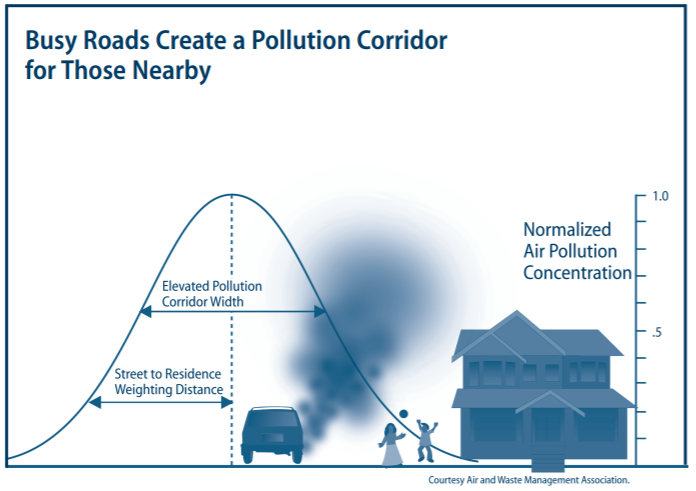 Busy Roads Create a Pollution Corridor
for Those Nearby
1.0
Normalized
Air Pollution
Concentration
Elevated Pollution
Corridor Width
.5
Street to Residence
Weighting Distance
Courtesy Air and Waste Management Association.